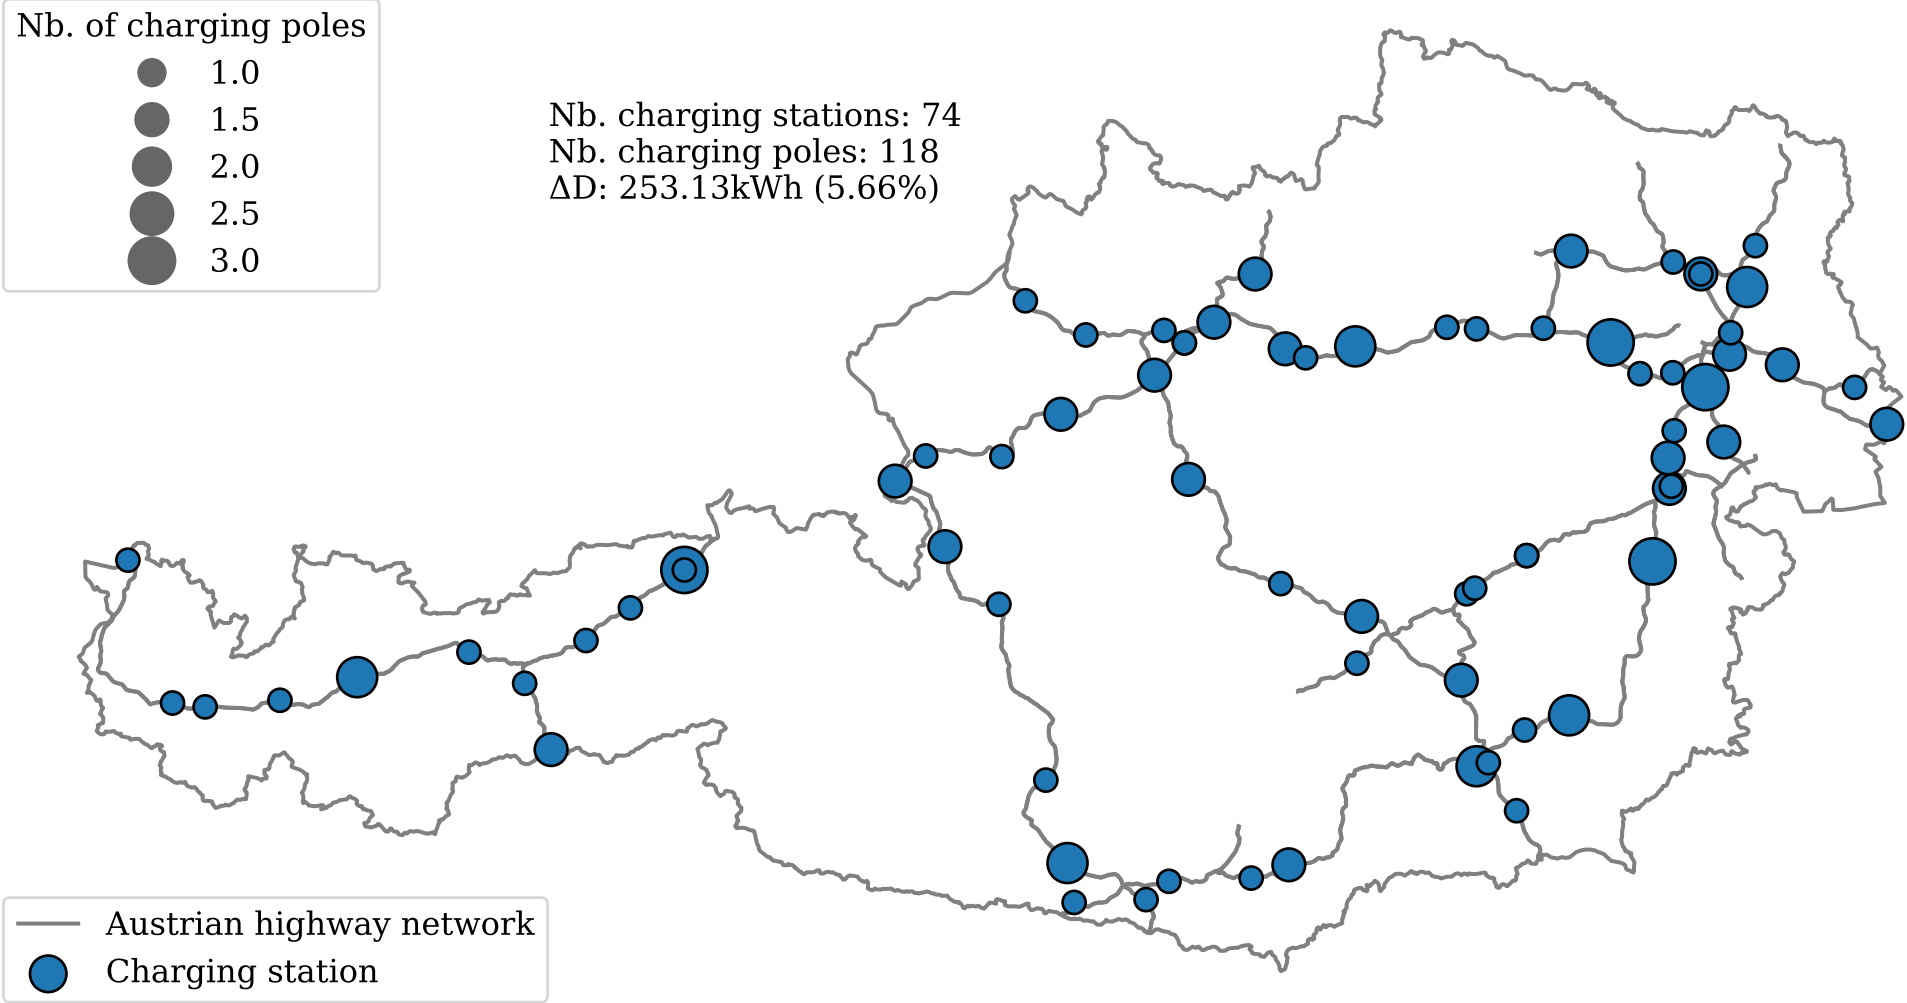 Nb. of charging poles
1.0
1.5
2.0
2.5
3.0
Nb. charging stations: 74
Nb. charging poles: 118
ΔD: 253.13kWh (5.66%)
Austrian highway network
Charging station